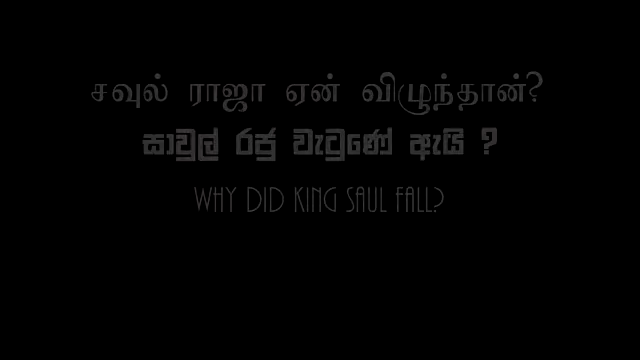 சவுல் ராஜா ஏன் விழுந்தான்?
සාවුල් රජු වැටුණේ ඇයි ?
WHY DID KING SAUL FALL?